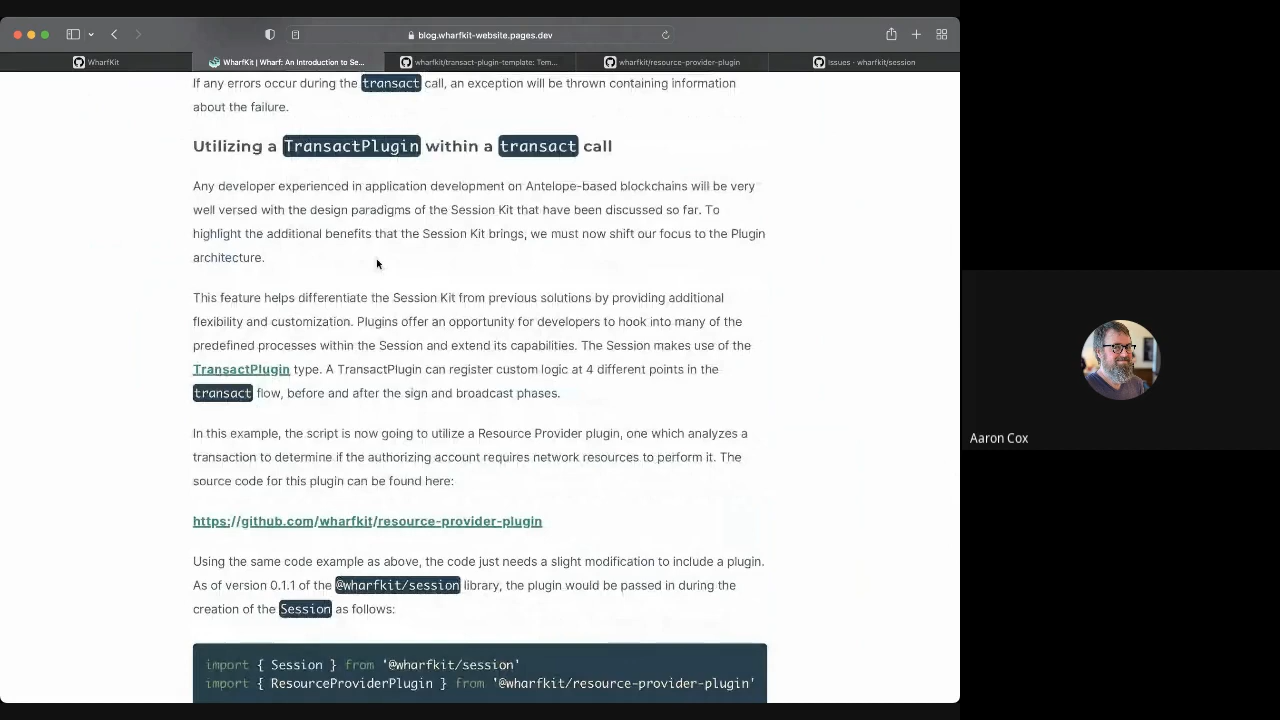 blog.wharfkit-website.pages.dev
WharfKit
WharfKit | Wharf: An Introduction to Se...
wharfkit/transact-plugin-template: Tem...
wharfkit/resource-provider-plugin
Issues · wharfkit/session
If any errors occur during the transact call, an exception will be thrown containing information
about the failure.
Utilizing a TransactPlugin within a transact call
Any developer experienced in application development on Antelope-based blockchains will be very
well versed with the design paradigms of the Session Kit that have been discussed so far. To
highlight the additional benefits that the Session Kit brings, we must now shift our focus to the Plugin
architecture.
This feature helps differentiate the Session Kit from previous solutions by providing additional
flexibility and customization. Plugins offer an opportunity for developers to hook into many of the
predefined processes within the Session and extend its capabilities. The Session makes use of the
TransactPlugin type. A TransactPlugin can register custom logic at 4 different points in the
transact flow, before and after the sign and broadcast phases.
In this example, the script is now going to utilize a Resource Provider plugin, one which analyzes a
transaction to determine if the authorizing account requires network resources to perform it. The
source code for this plugin can be found here:
https://github.com/wharfkit/resource-provider-plugin
Using the same code example as above, the code just needs a slight modification to include a plugin.
As of version 0.1.1 of the @wharfkit/session library, the plugin would be passed in during the
creation of the Session as follows:
import { Session } from '@wharfkit/session'
import { ResourceProviderPlugin } from '@wharfkit/resource-provider-plugin'
Aaron Cox